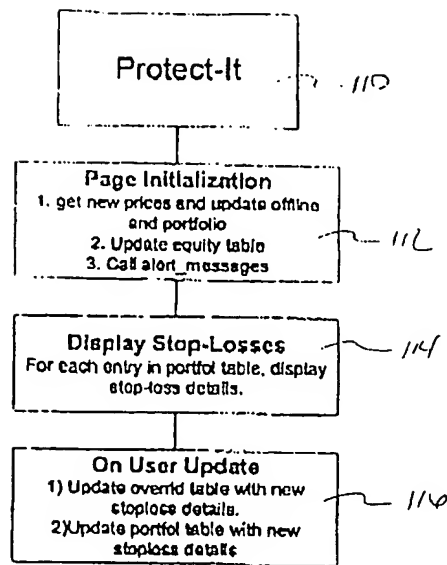 Protect-It
110
Page Initialization
1. get new prices and update offline
and portfolio
2. Update equity table
3. Call alert_messages
112
Display Stop-Losses
For each entry in portfol table, display
stop-loss details.
114
On User Update
1) Update overrid table with new
stoploss details.
2)Update portfol table with new
stoploss details
116